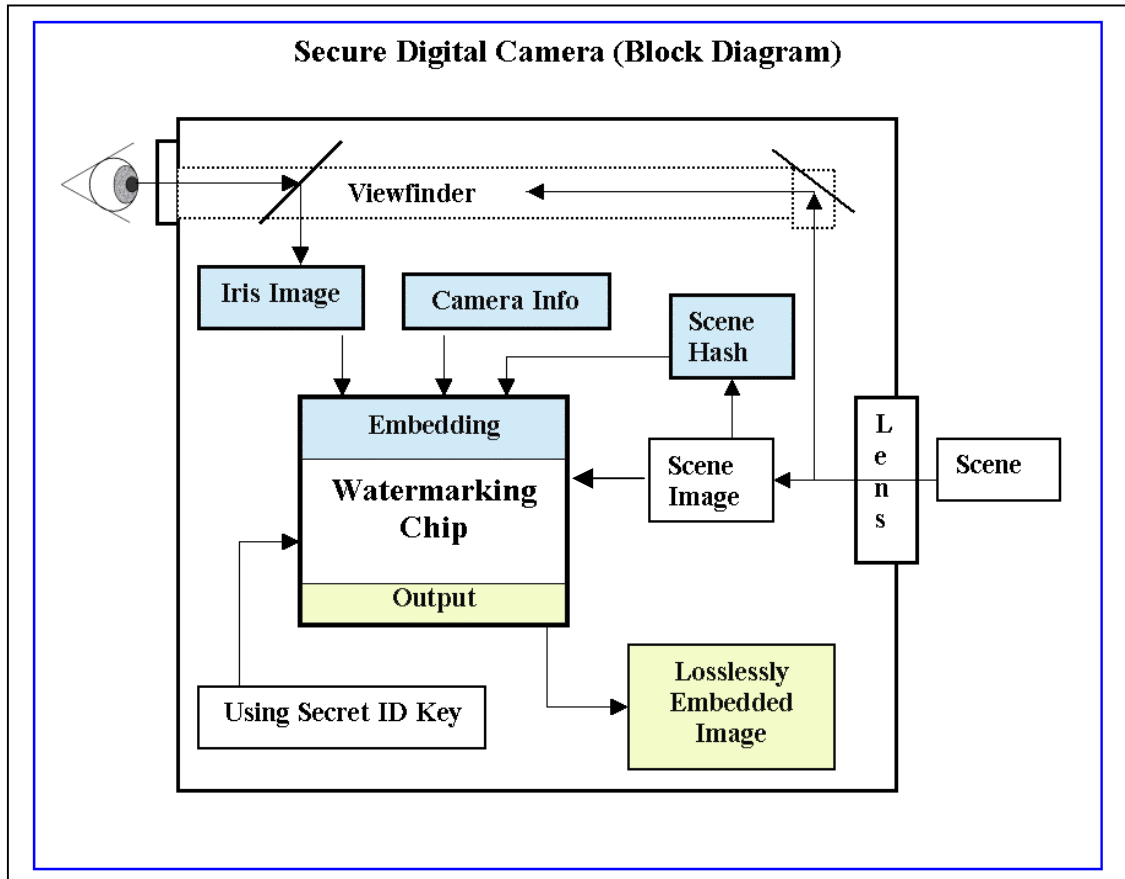 Secure Digital Camera (Block Diagram)
Viewfinder
Iris Image
Camera Info
Scene
Hash
Embedding
Watermarking
Chip
Output
Scene
Image
L
e
n
s
Scene
Using Secret ID Key
Losslessly
Embedded
Image